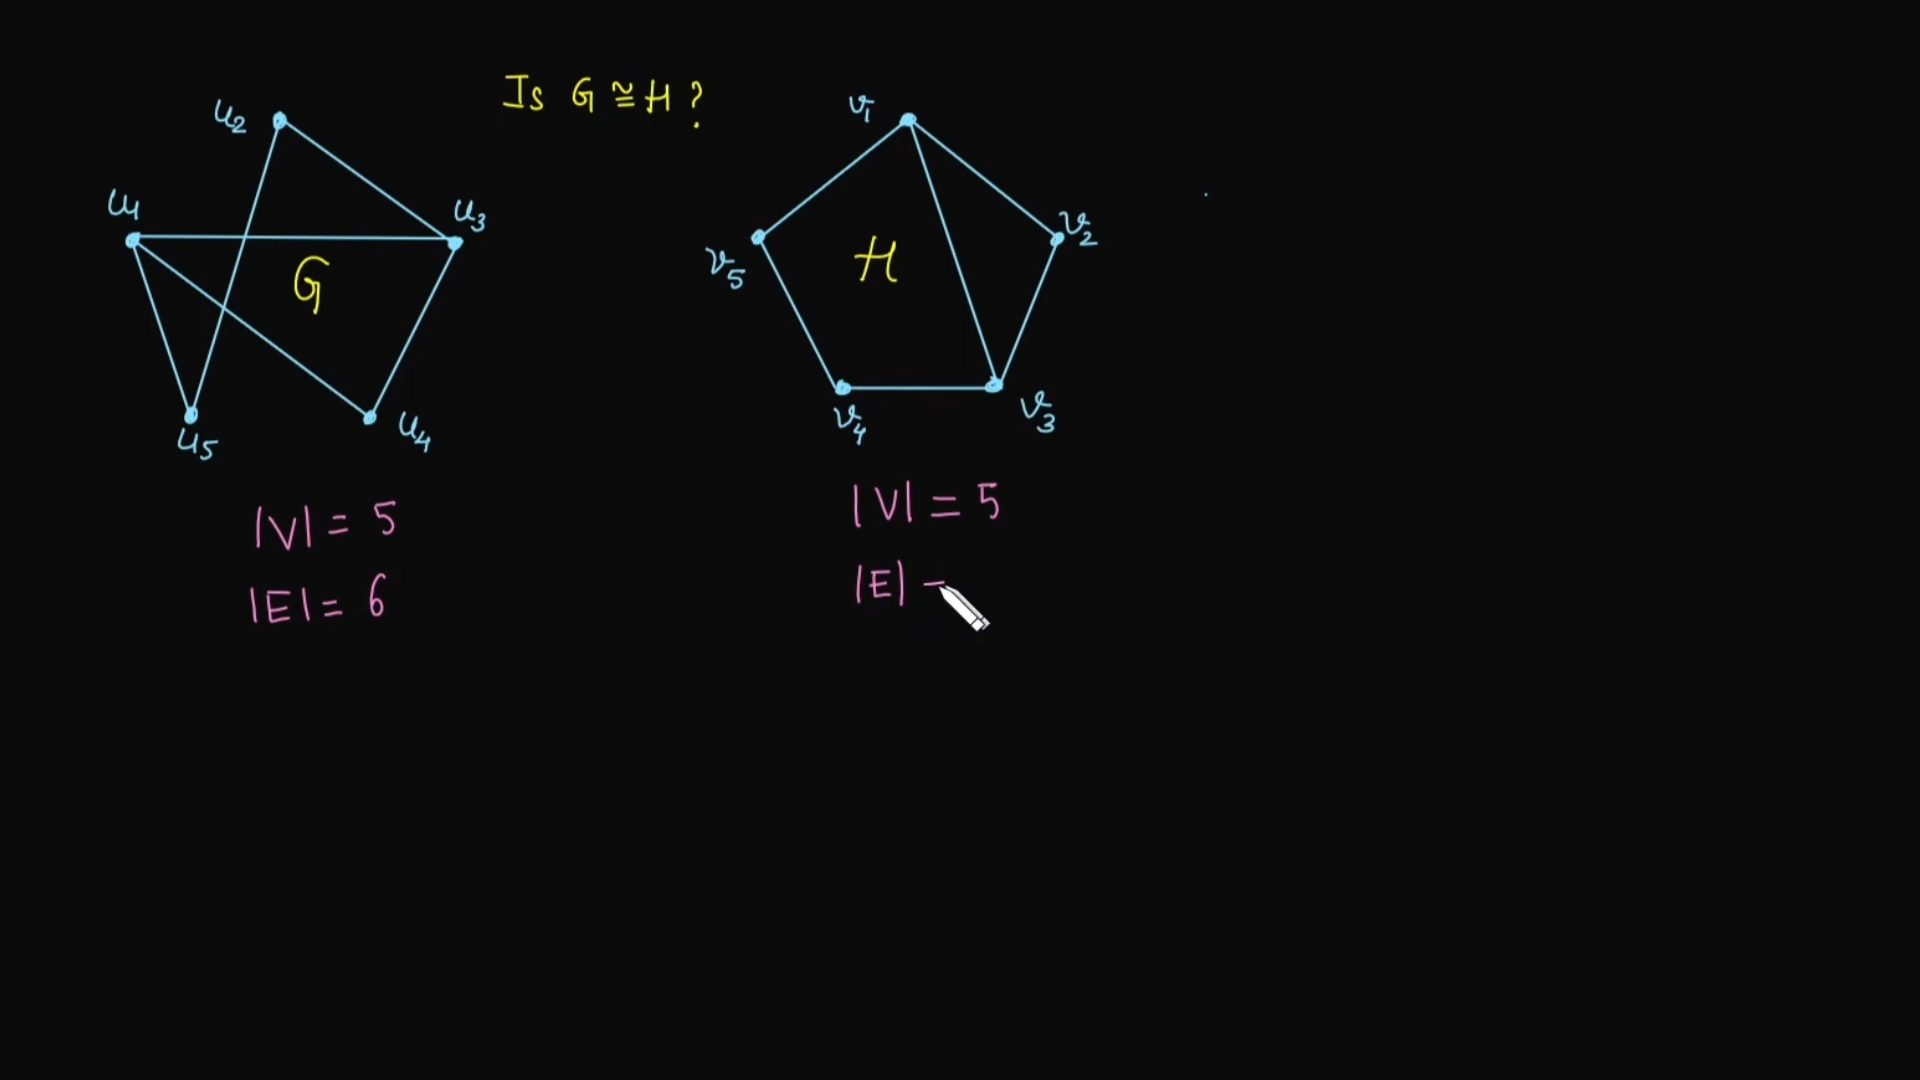 Is G ≅ H ?
u₂
u₁
u₃
G
u₅
u₄
v₁
v₂
v₅
H
v₄
v₃
|V| = 5
|E| = 6
|V| = 5
|E| -